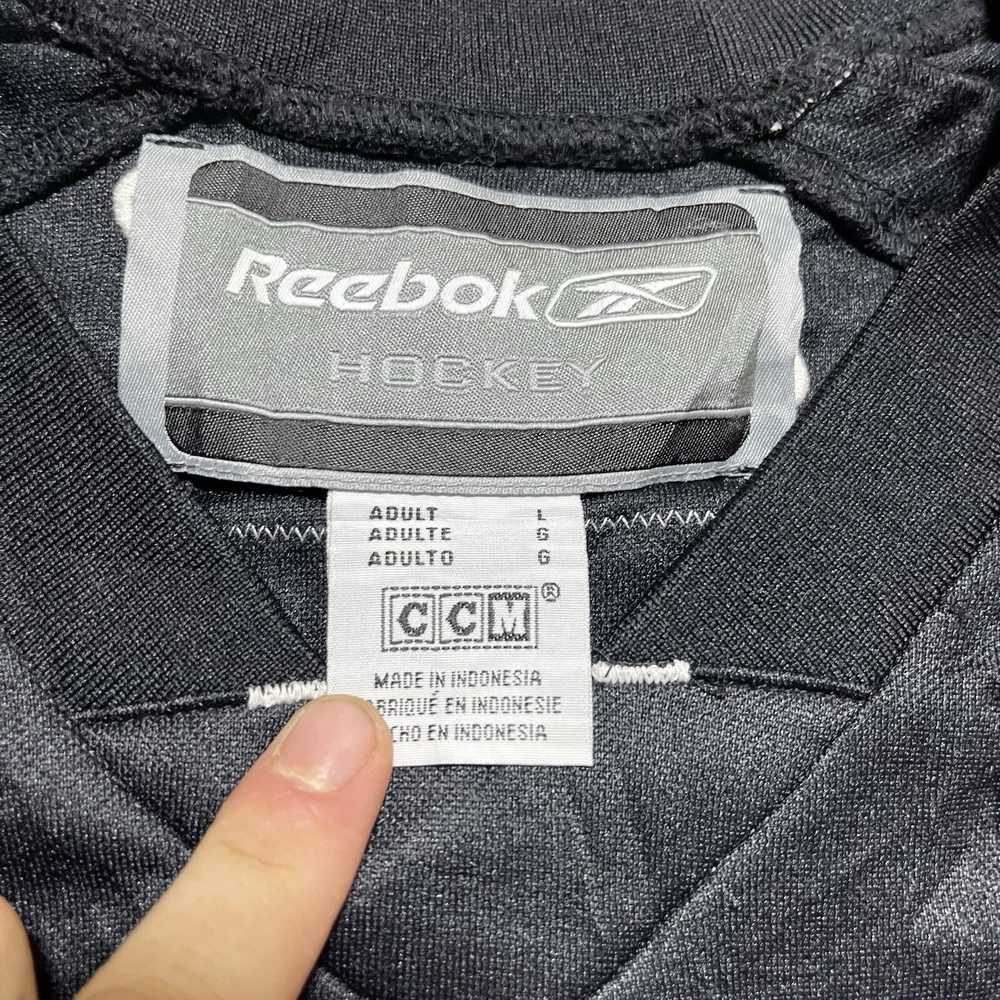 Reebok
HOCKEY
ADULT L
ADULTE G
ADULTO G
CCM®
MADE IN INDONESIA
EN INDONESIE
EN INDONESIA